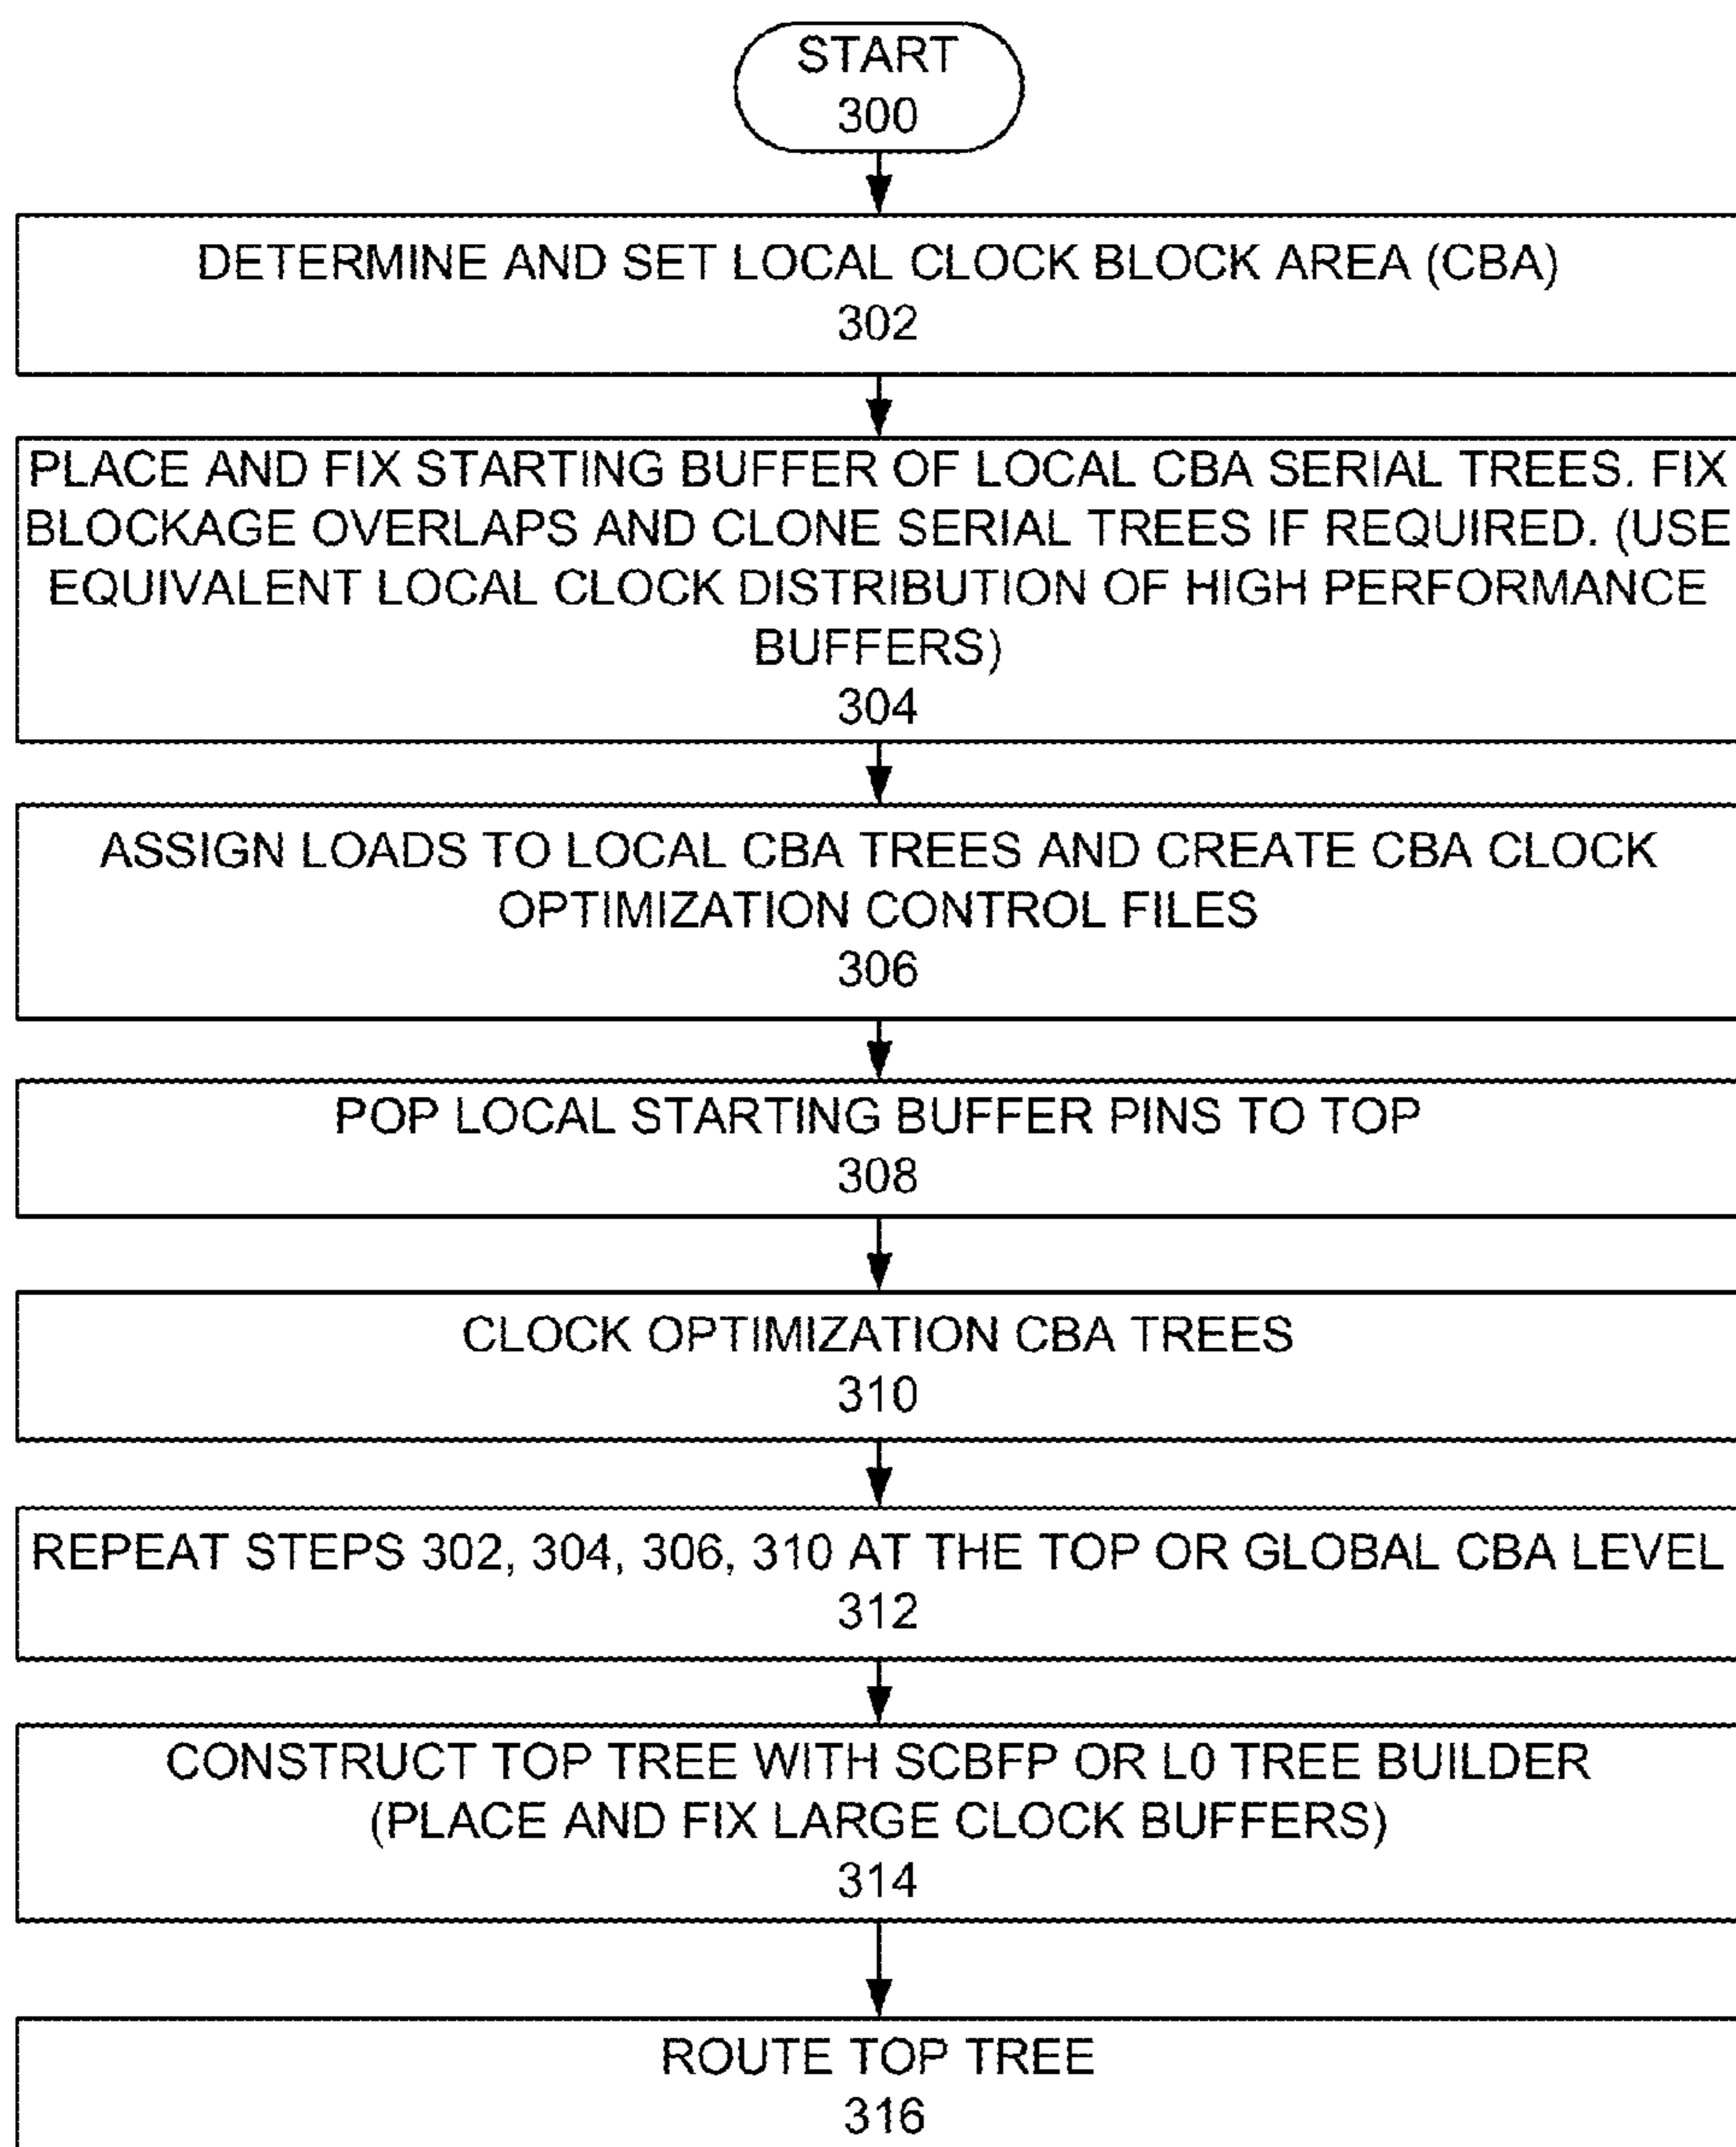 START
300
DETERMINE AND SET LOCAL CLOCK BLOCK AREA (CBA)
302
PLACE AND FIX STARTING BUFFER OF LOCAL CBA SERIAL TREES. FIX
BLOCKAGE OVERLAPS AND CLONE SERIAL TREES IF REQUIRED. (USE
EQUIVALENT LOCAL CLOCK DISTRIBUTION OF HIGH PERFORMANCE
BUFFERS)
304
ASSIGN LOADS TO LOCAL CBA TREES AND CREATE CBA CLOCK
OPTIMIZATION CONTROL FILES
306
POP LOCAL STARTING BUFFER PINS TO TOP
308
CLOCK OPTIMIZATION CBA TREES
310
REPEAT STEPS 302, 304, 306, 310 AT THE TOP OR GLOBAL CBA LEVEL
312
CONSTRUCT TOP TREE WITH SCBFP OR L0 TREE BUILDER
(PLACE AND FIX LARGE CLOCK BUFFERS)
314
ROUTE TOP TREE
316